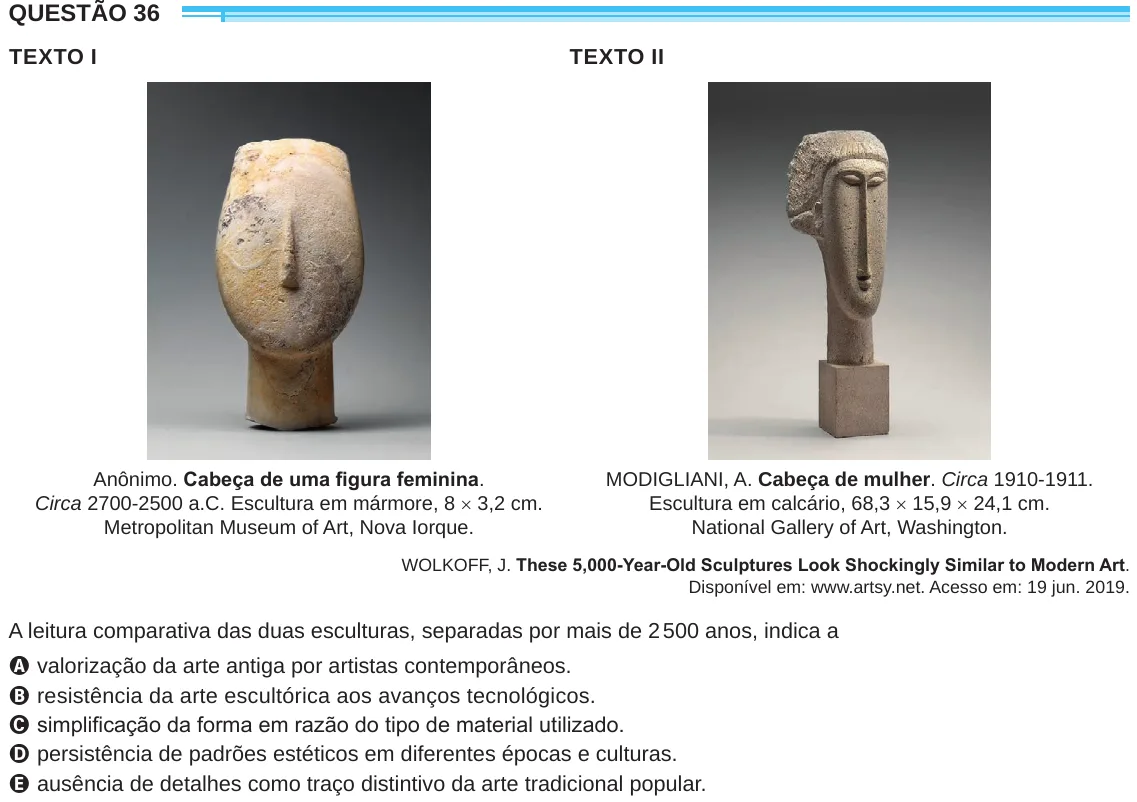 QUESTÃO 36
TEXTO I
Anônimo. Cabeça de uma figura feminina.
Circa 2700-2500 a.C. Escultura em mármore, 8 × 3,2 cm.
Metropolitan Museum of Art, Nova Iorque.
TEXTO II
MODIGLIANI, A. Cabeça de mulher. Circa 1910-1911.
Escultura em calcário, 68,3 × 15,9 × 24,1 cm.
National Gallery of Art, Washington.
WOLKOFF, J. These 5,000-Year-Old Sculptures Look Shockingly Similar to Modern Art.
Disponível em: www.artsy.net. Acesso em: 19 jun. 2019.
A leitura comparativa das duas esculturas, separadas por mais de 2 500 anos, indica a
A valorização da arte antiga por artistas contemporâneos.
B resistência da arte escultórica aos avanços tecnológicos.
C simplificação da forma em razão do tipo de material utilizado.
D persistência de padrões estéticos em diferentes épocas e culturas.
E ausência de detalhes como traço distintivo da arte tradicional popular.